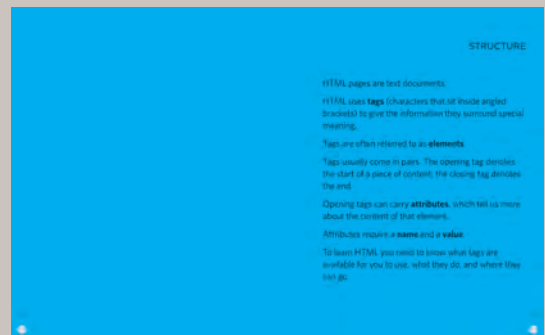 STRUCTURE
HTML pages are text documents.
HTML uses tags (characters that sit inside angled
brackets) to give the information they surround special
meaning.
Tags are often referred to as elements.
Tags usually come in pairs. The opening tag denotes
the start of a piece of content; the closing tag denotes
the end.
Opening tags can carry attributes, which tell us more
about the content of that element.
Attributes require a name and a value.
To learn HTML you need to know what tags are
available for you to use, what they do, and where they
can go.